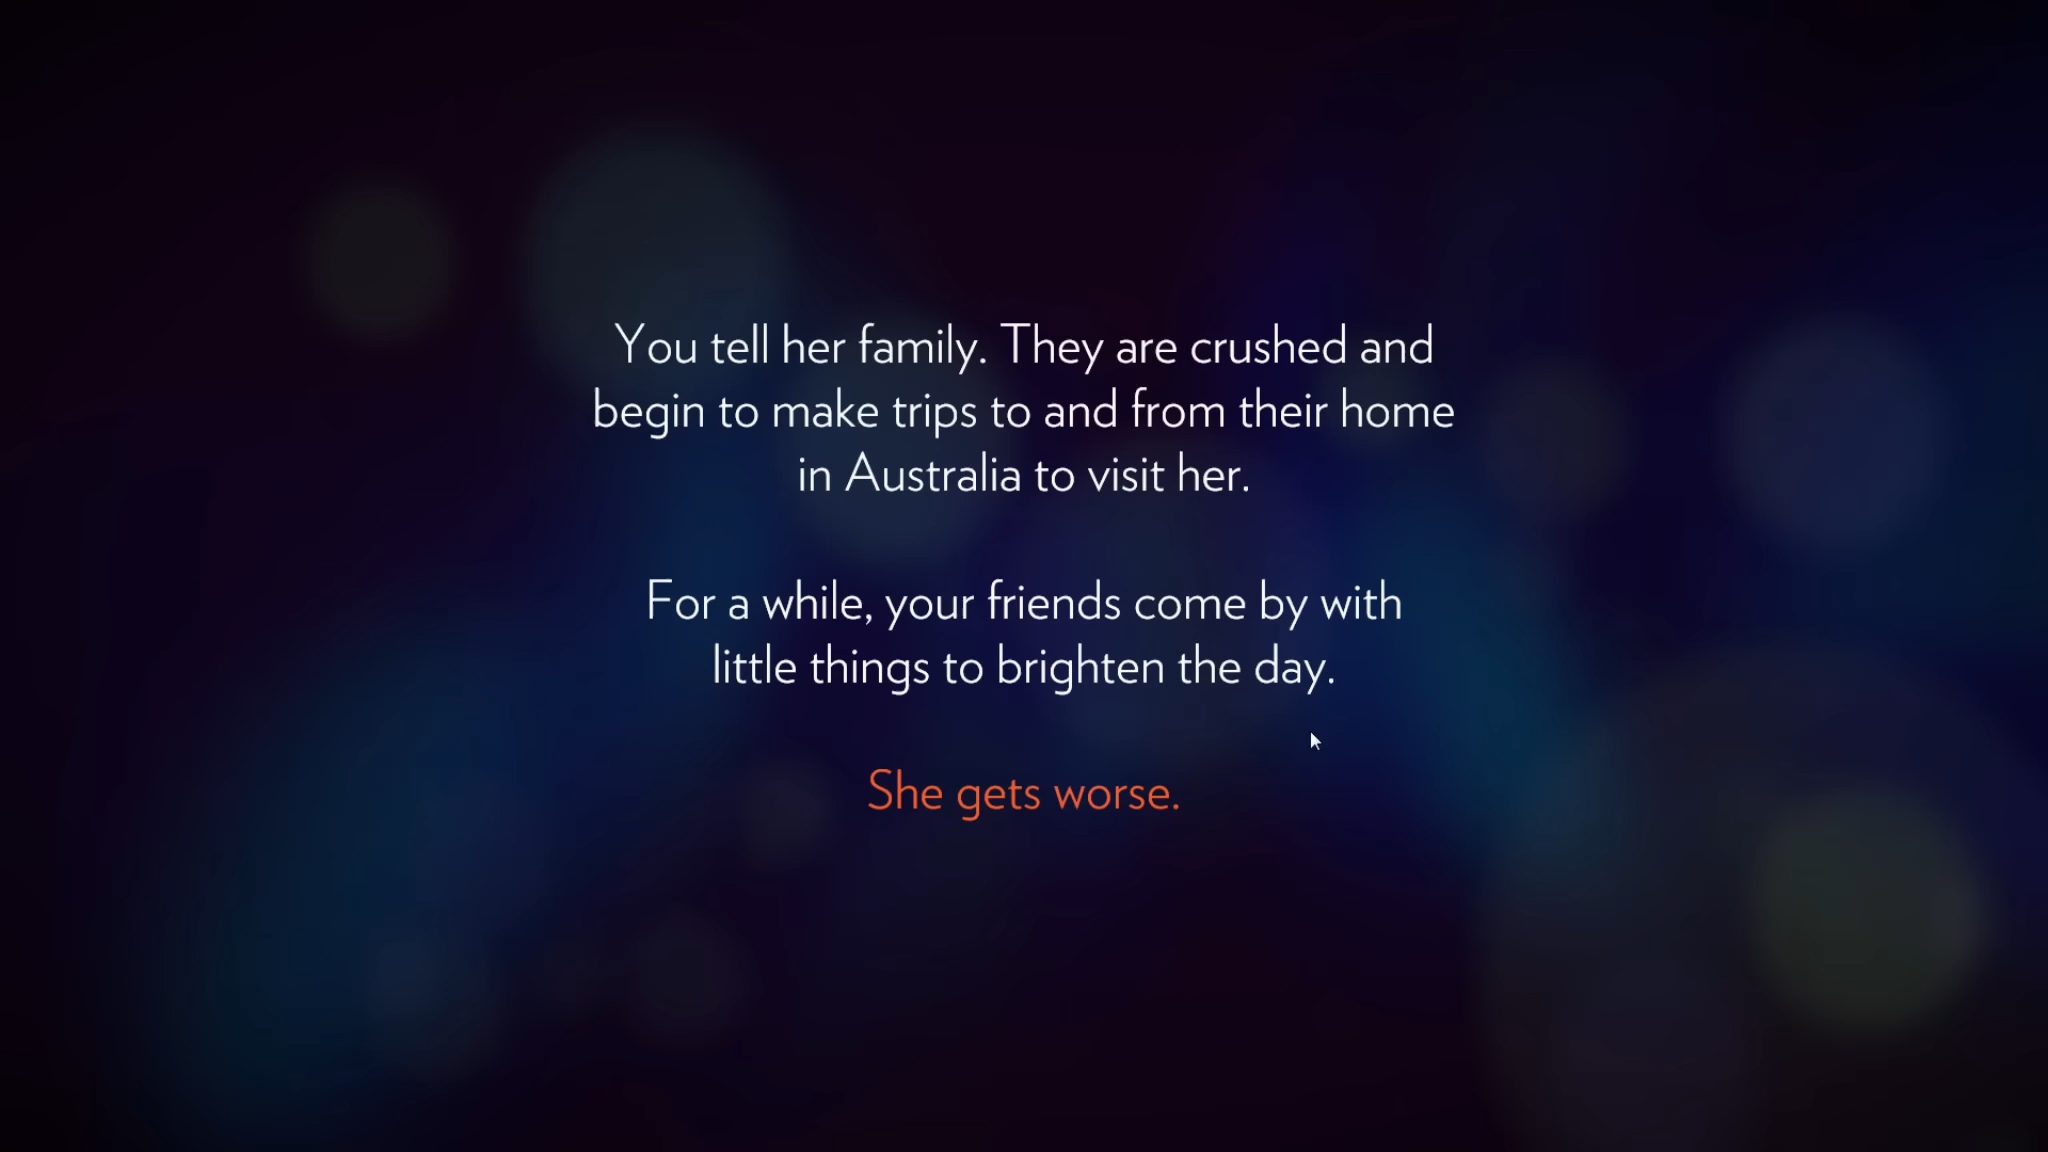 You tell her family. They are crushed and
begin to make trips to and from their home
in Australia to visit her.
For a while, your friends come by with
little things to brighten the day.
She gets worse.